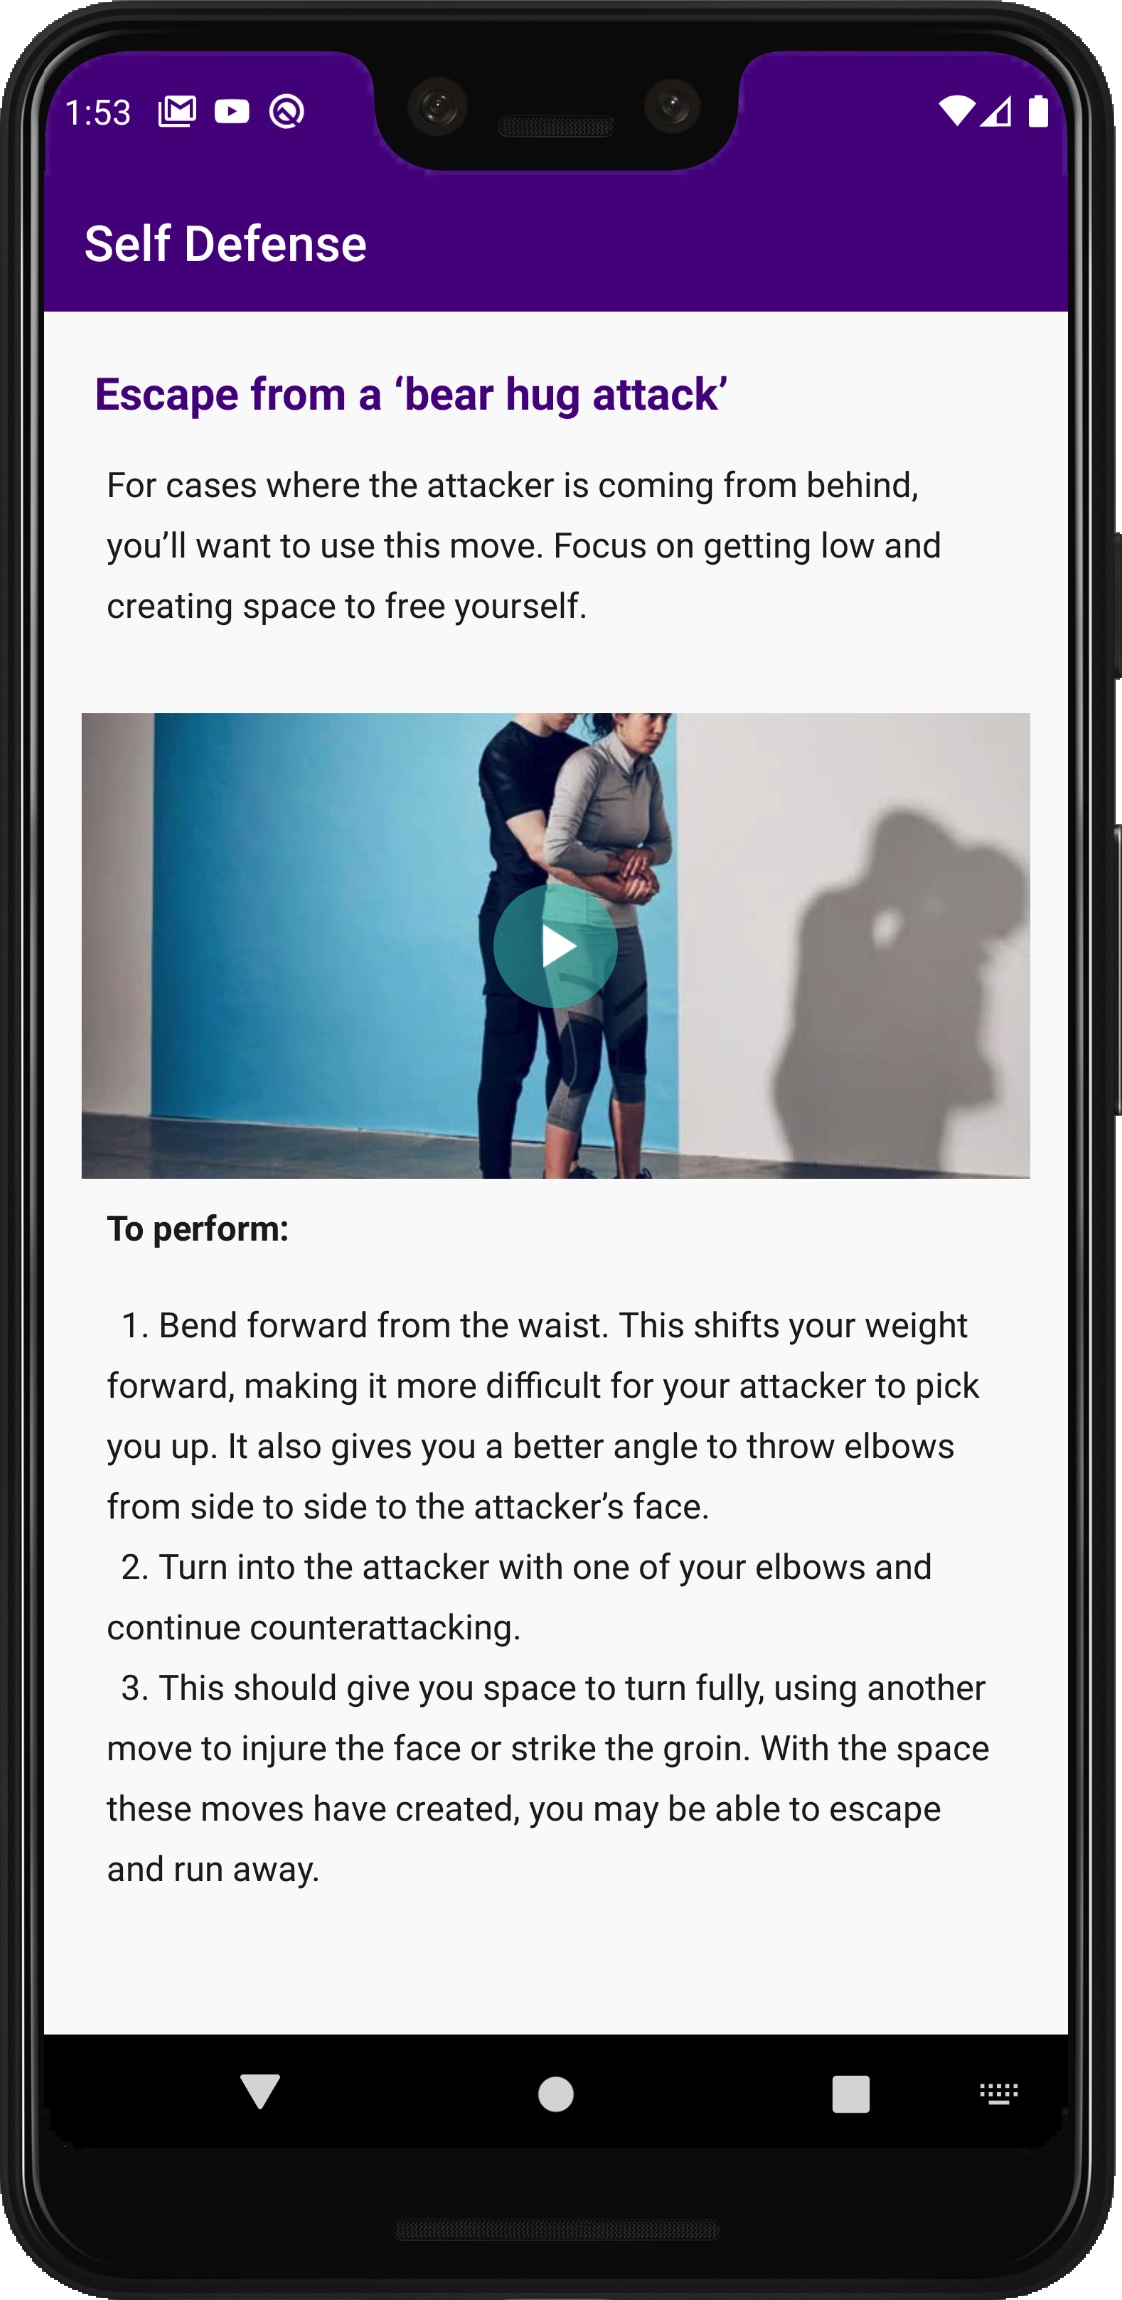 1:53
Self Defense
Escape from a ‘bear hug attack’
For cases where the attacker is coming from behind,
you’ll want to use this move. Focus on getting low and
creating space to free yourself.
To perform:
1. Bend forward from the waist. This shifts your weight
forward, making it more difficult for your attacker to pick
you up. It also gives you a better angle to throw elbows
from side to side to the attacker’s face.
2. Turn into the attacker with one of your elbows and
continue counterattacking.
3. This should give you space to turn fully, using another
move to injure the face or strike the groin. With the space
these moves have created, you may be able to escape
and run away.